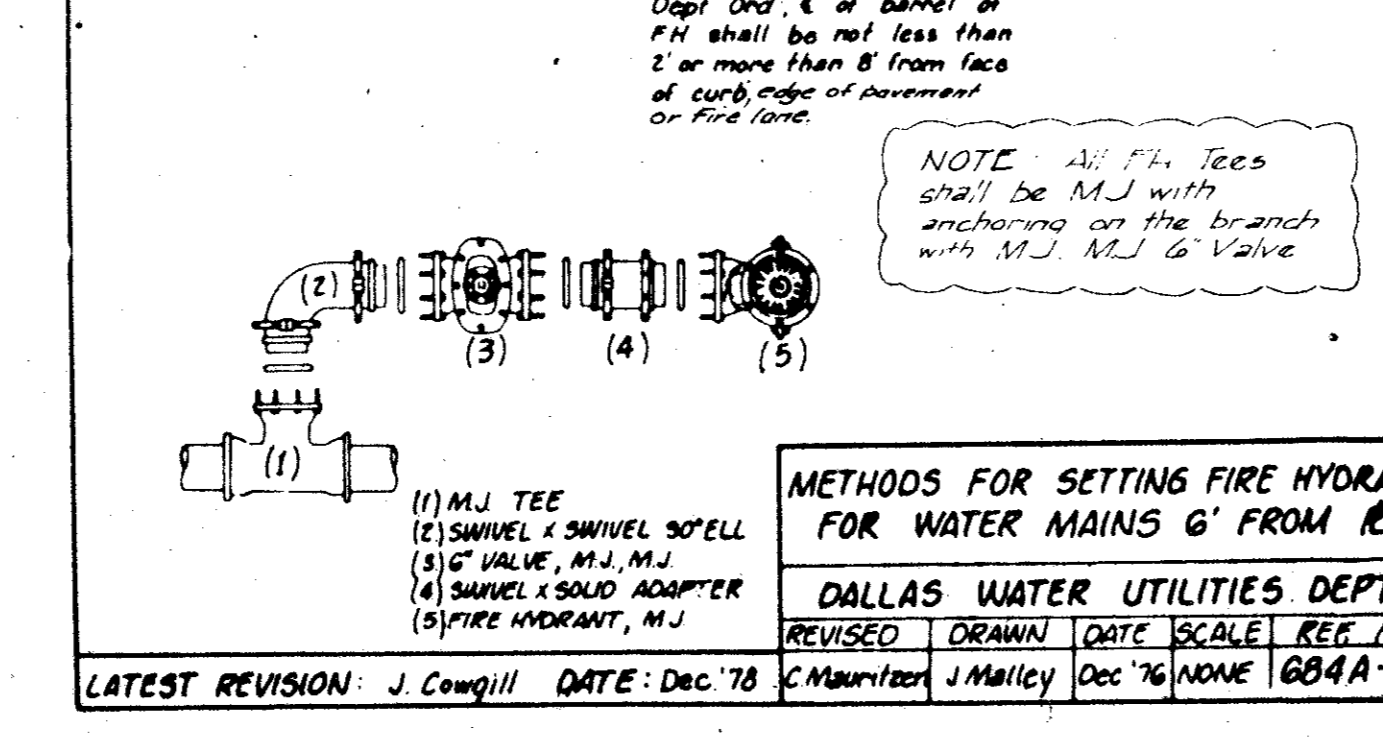 Dept Ord, ℄ of barrel of
FH shall be not less than
2' or more than 8' from face
of curb, edge of pavement
or Fire lane.
NOTE : All FH Tees
shall be MJ with
anchoring on the branch
with MJ. MJ 6" Valve
(2)
(3)
(4)
(5)
(1)
(1) M.J. TEE
(2) SWIVEL x SWIVEL 90° ELL
(3) 6" VALVE, M.J., M.J.
(4) SWIVEL x SOLID ADAPTER
(5) FIRE HYDRANT, M.J.
METHODS FOR SETTING FIRE HYDRA
FOR WATER MAINS 6' FROM
DALLAS WATER UTILITIES DEPT
REVISED DRAWN DATE SCALE REF.
C. Mauritzen J Malley Dec '76 NONE 684A-
LATEST REVISION: J. Cowgill DATE: Dec. '78